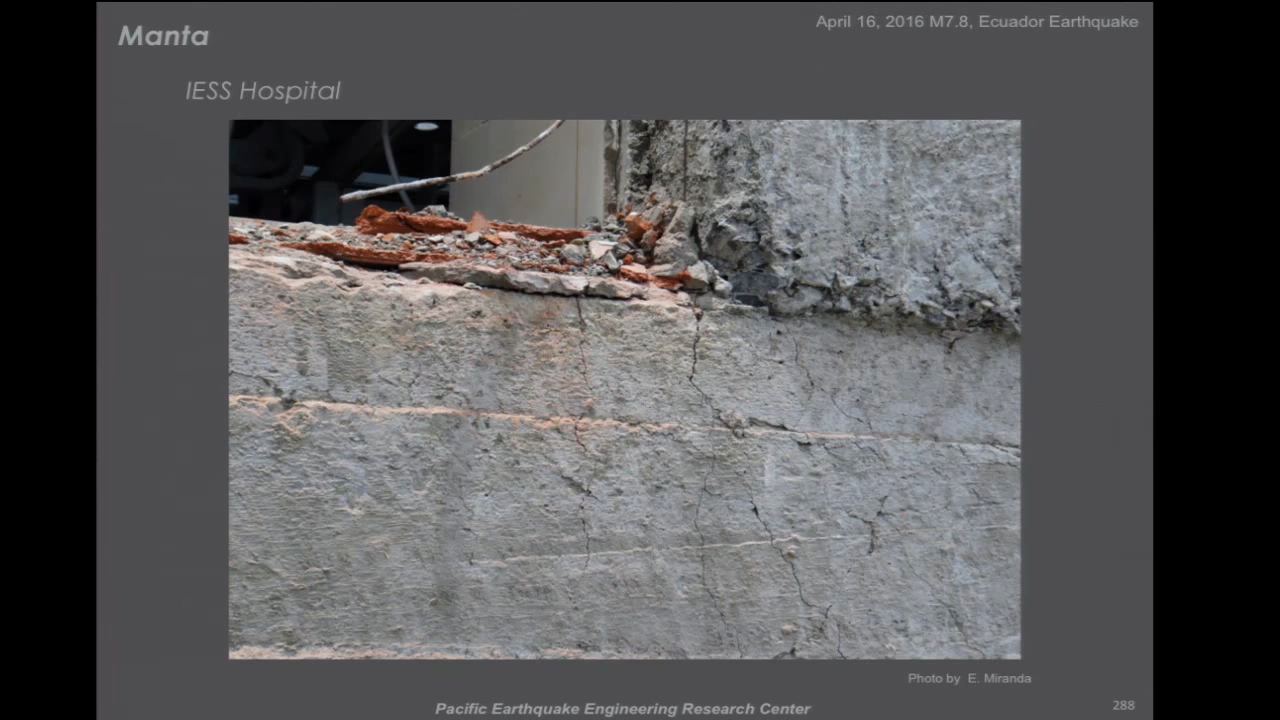 Manta
April 16, 2016 M7.8, Ecuador Earthquake
IESS Hospital
Photo by E. Miranda
Pacific Earthquake Engineering Research Center
288